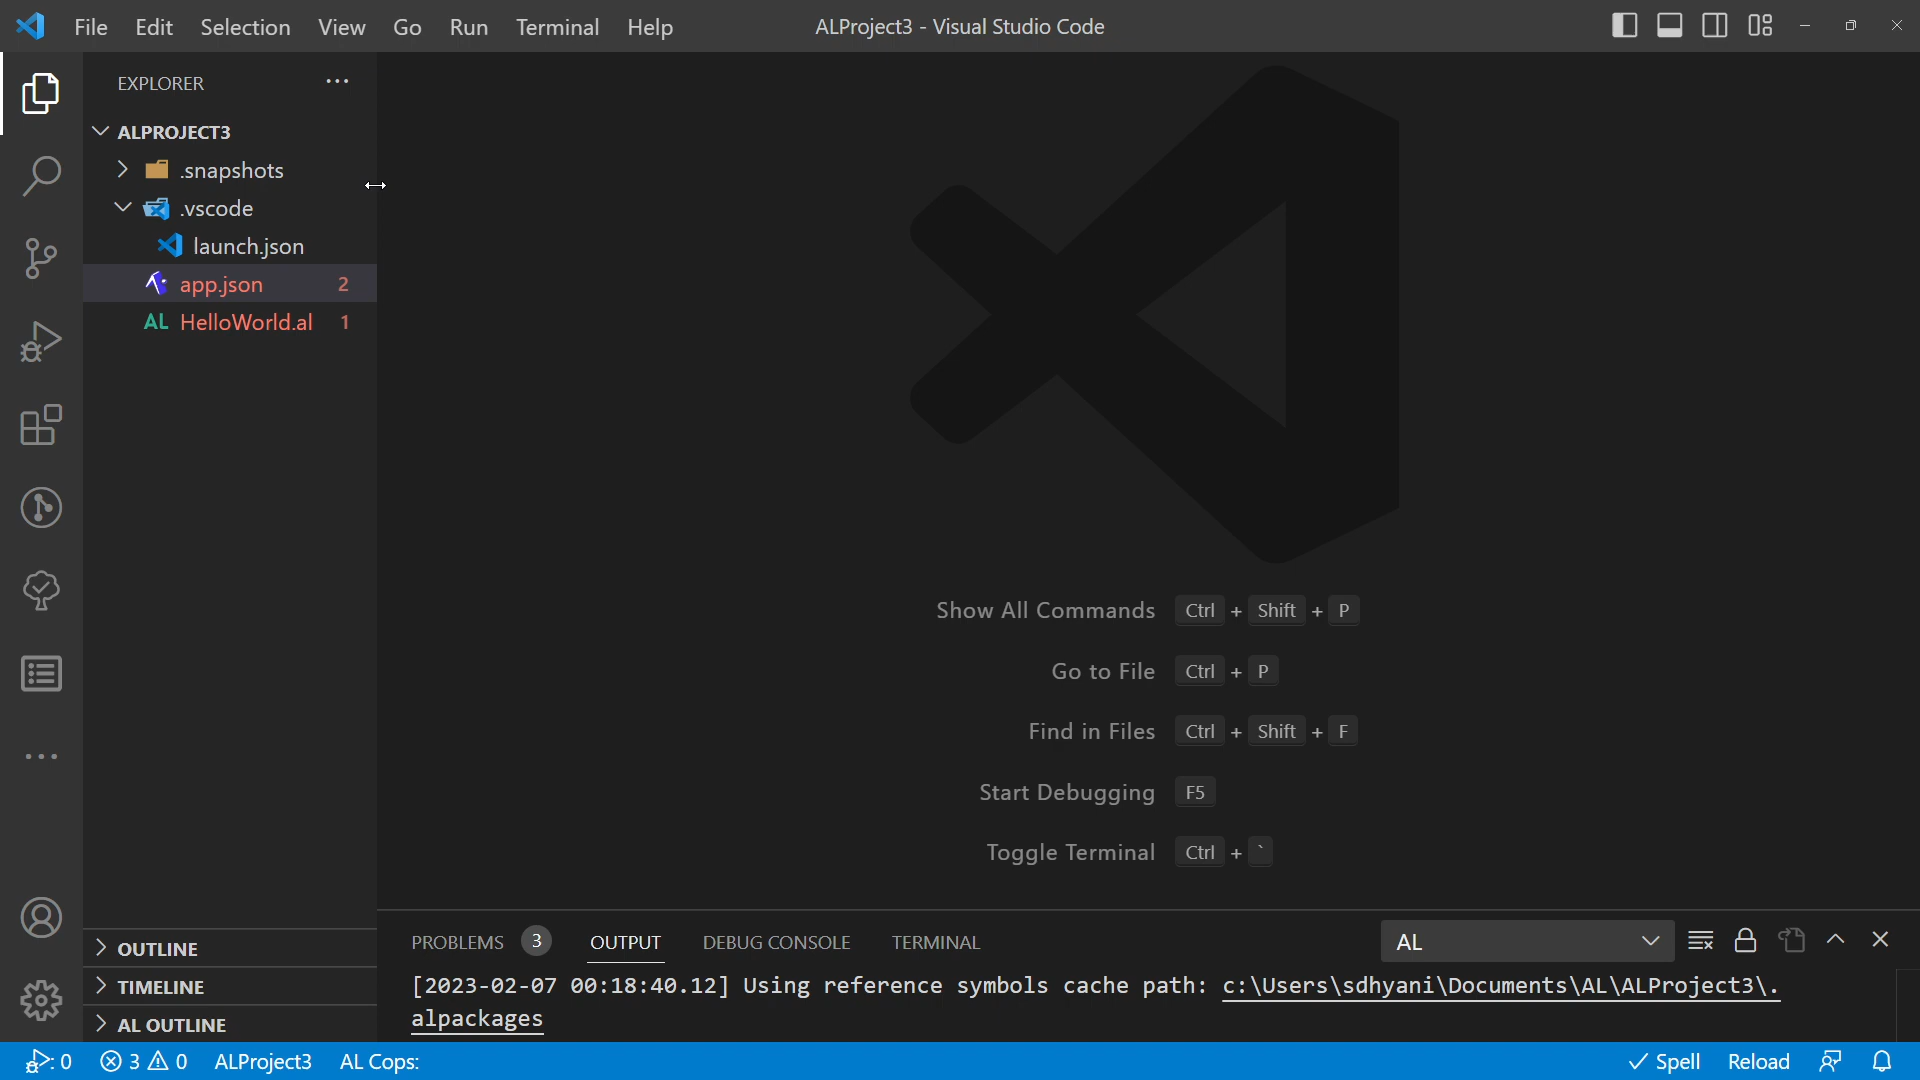 File Edit Selection View Go Run Terminal Help
ALProject3 - Visual Studio Code
EXPLORER
ALPROJECT3
.snapshots
.vscode
launch.json
app.json 2
AL HelloWorld.al 1
Show All Commands Ctrl + Shift + P
Go to File Ctrl + P
Find in Files Ctrl + Shift + F
Start Debugging F5
Toggle Terminal Ctrl + `
OUTLINE
TIMELINE
AL OUTLINE
PROBLEMS 3 OUTPUT DEBUG CONSOLE TERMINAL AL
[2023-02-07 00:18:40.12] Using reference symbols cache path: c:\Users\sdhyani\Documents\AL\ALProject3\.
alpackages
: 0 3 0 ALProject3 AL Cops: Spell Reload